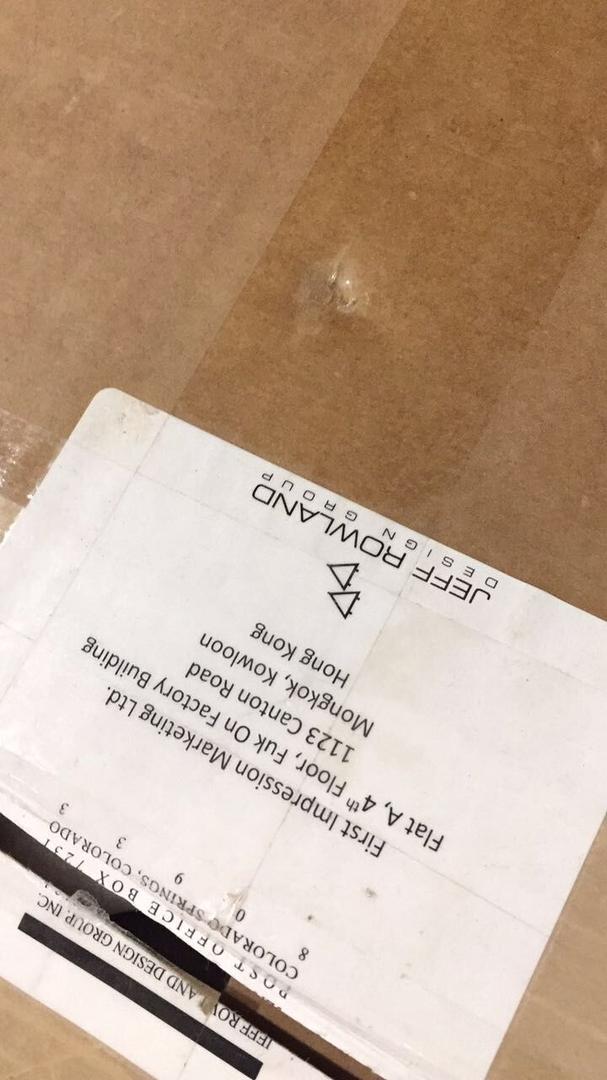 JEFF ROWLAND DESIGN GROUP, INC.
POST OFFICE BOX 7231
COLORADO SPRINGS, COLORADO
8 0 9 3 3
First Impression Marketing Ltd.
Flat A, 4th Floor, Fuk On Factory Building
1123 Canton Road
Mongkok, Kowloon
Hong Kong
JEFF ROWLAND
DESIGN GROUP